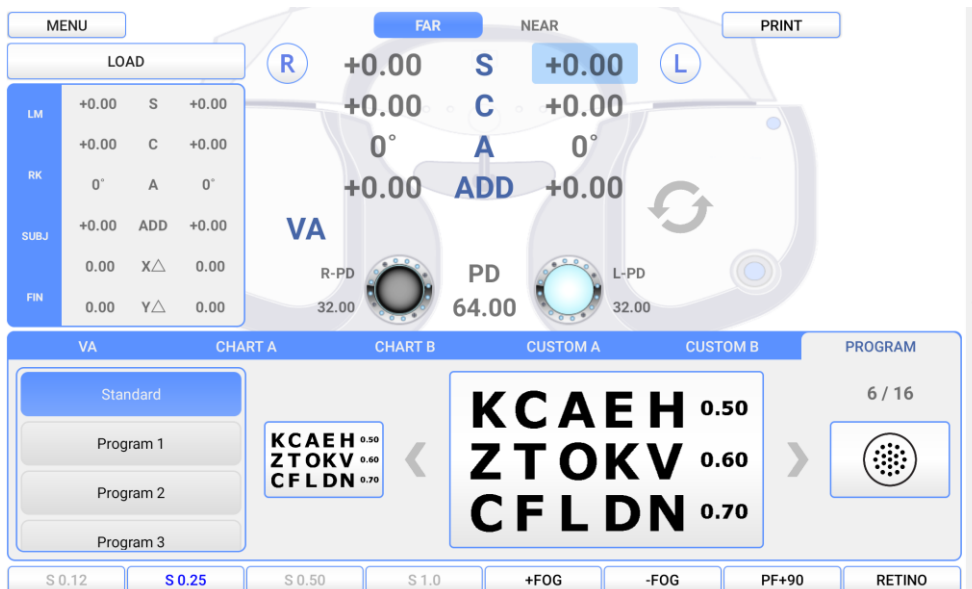 MENU
FAR NEAR
PRINT
LOAD
R +0.00 S +0.00 L
+0.00 C +0.00
0° A 0°
+0.00 ADD +0.00
VA
R-PD PD L-PD
32.00 64.00 32.00
LM
RK
SUBJ
FIN
+0.00 S +0.00
+0.00 C +0.00
0° A 0°
+0.00 ADD +0.00
0.00 X△ 0.00
0.00 Y△ 0.00
VA CHART A CHART B CUSTOM A CUSTOM B PROGRAM
Standard
Program 1
Program 2
Program 3
KCAEH 0.50
ZTOKV 0.60
CFLDN 0.70
KCAEH 0.50
ZTOKV 0.60
CFLDN 0.70
6 / 16
S 0.12 S 0.25 S 0.50 S 1.0 +FOG -FOG PF+90 RETINO